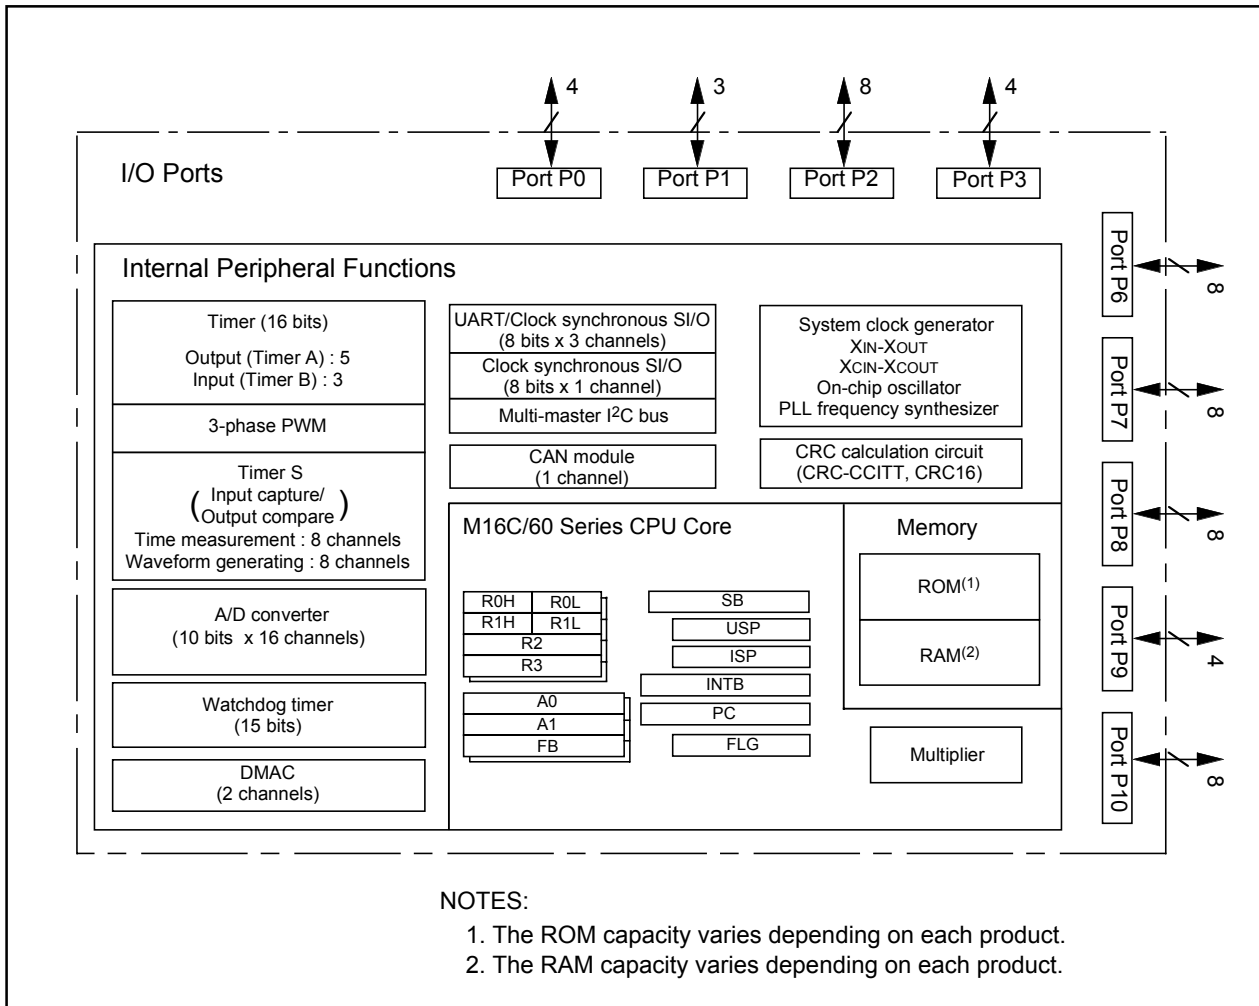 4
3
8
4
I/O Ports
Port P0
Port P1
Port P2
Port P3
Port P6
8
Port P7
8
Port P8
8
Port P9
4
Port P10
8
Internal Peripheral Functions
Timer (16 bits)
Output (Timer A) : 5
Input (Timer B) : 3
3-phase PWM
Timer S
(Input capture/
Output compare)
Time measurement : 8 channels
Waveform generating : 8 channels
A/D converter
(10 bits x 16 channels)
Watchdog timer
(15 bits)
DMAC
(2 channels)
UART/Clock synchronous SI/O
(8 bits x 3 channels)
Clock synchronous SI/O
(8 bits x 1 channel)
Multi-master I²C bus
CAN module
(1 channel)
System clock generator
XIN-XOUT
XCIN-XCOUT
On-chip oscillator
PLL frequency synthesizer
CRC calculation circuit
(CRC-CCITT, CRC16)
M16C/60 Series CPU Core
R0H R0L
R1H R1L
R2
R3
A0
A1
FB
SB
USP
ISP
INTB
PC
FLG
Memory
ROM(1)
RAM(2)
Multiplier
NOTES:
1. The ROM capacity varies depending on each product.
2. The RAM capacity varies depending on each product.